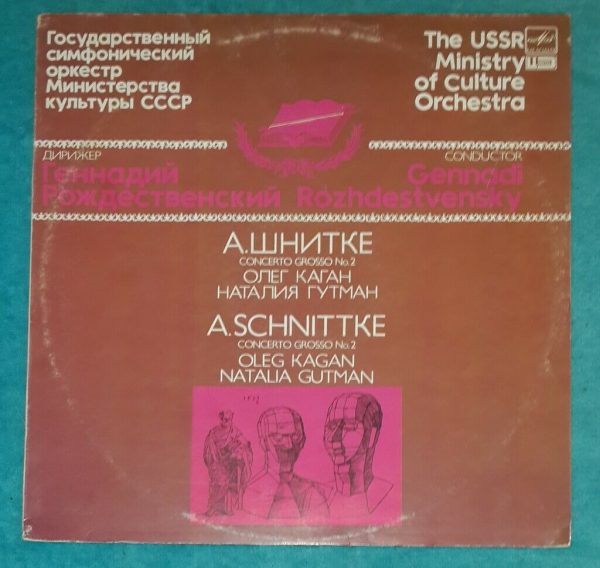 Государственный
симфонический
оркестр
Министерства
культуры СССР
The USSR
Ministry
of Culture
Orchestra
ДИРИЖЕР
CONDUCTOR
Геннадий
Рождественский
Gennadi
Rozhdestvensky
А.ШНИТКЕ
CONCERTO GROSSO No.2
ОЛЕГ КАГАН
НАТАЛИЯ ГУТМАН
A.SCHNITTKE
CONCERTO GROSSO No.2
OLEG KAGAN
NATALIA GUTMAN